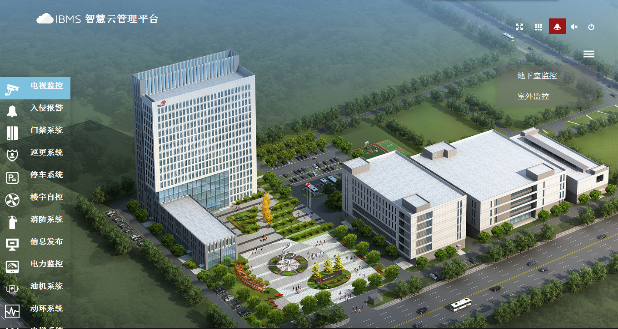 IBMS 智慧云管理平台
地下室监控
室外监控
电视监控
入侵报警
门禁系统
巡更系统
停车系统
楼宇自控
消防系统
信息发布
电力监控
油机系统
动环系统